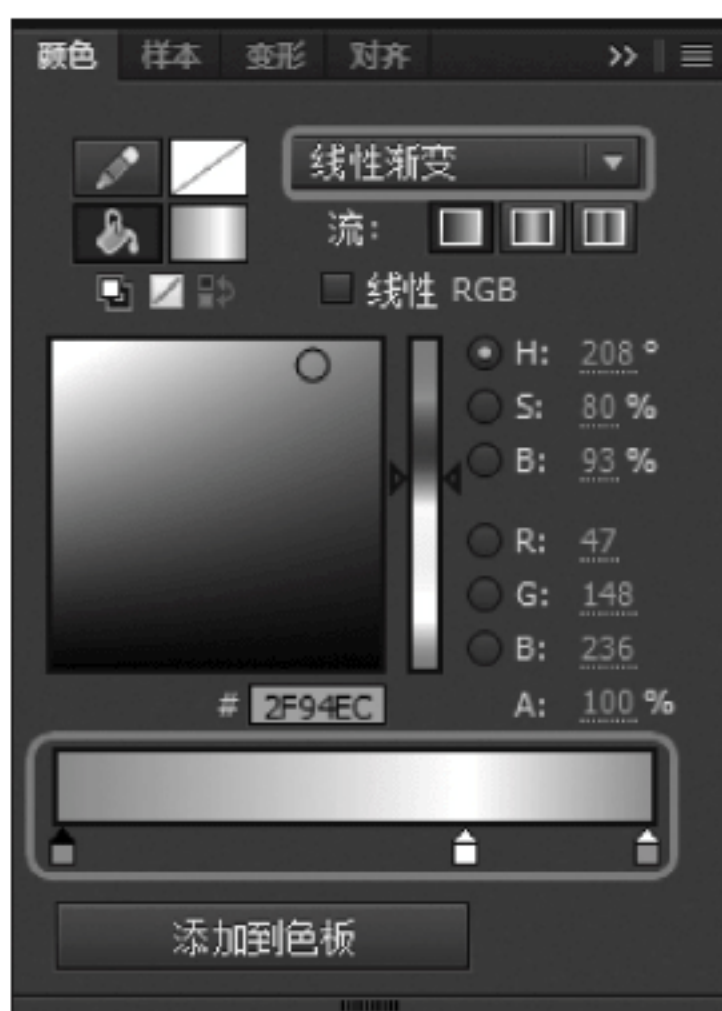 颜色 样本 变形 对齐
线性渐变
流:
线性 RGB
H: 208 °
S: 80 %
B: 93 %
R: 47
G: 148
B: 236
# 2F94EC A: 100 %
添加到色板